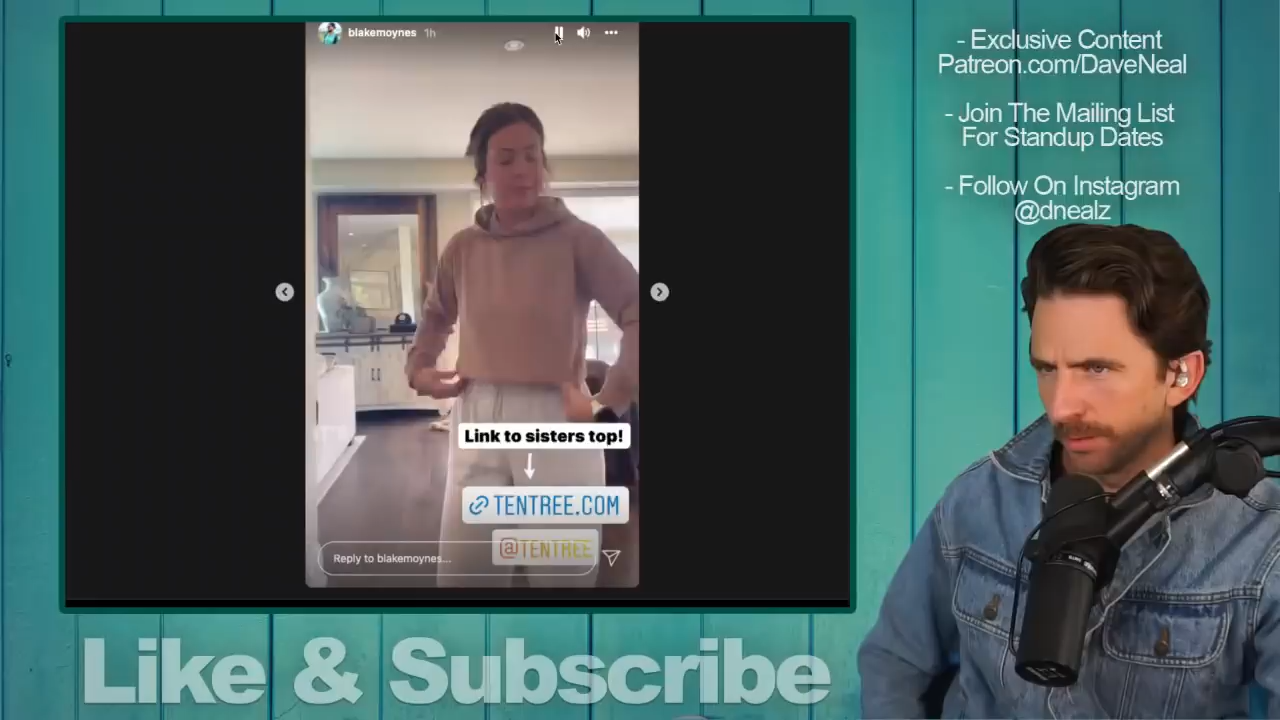 blakemoynes 1h
Link to sisters top!
TENTREE.COM
@TENTREE
Reply to blakemoynes...
- Exclusive Content
Patreon.com/DaveNeal
- Join The Mailing List
For Standup Dates
- Follow On Instagram
@dnealz
Like & Subscribe